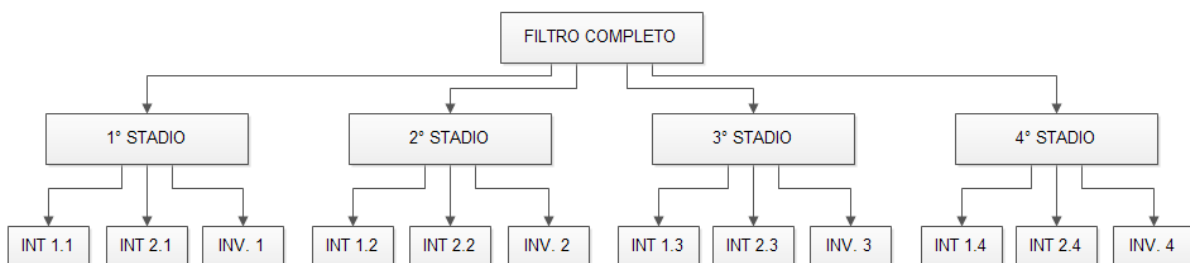 FILTRO COMPLETO
1° STADIO
2° STADIO
3° STADIO
4° STADIO
INT 1.1
INT 2.1
INV. 1
INT 1.2
INT 2.2
INV. 2
INT 1.3
INT 2.3
INV. 3
INT 1.4
INT 2.4
INV. 4